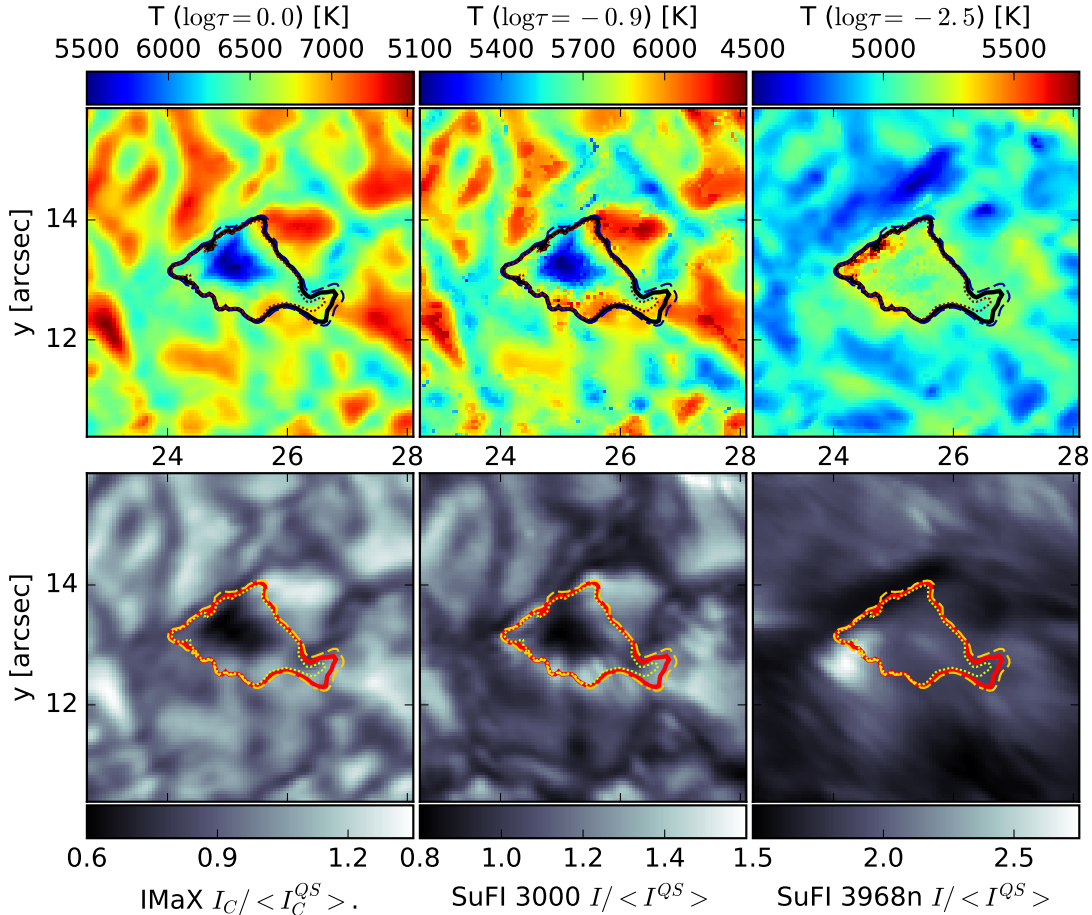 T (logτ=0.0) [K] T (logτ=−0.9) [K] T (logτ=−2.5) [K]
5500 6000 6500 7000 5100 5400 5700 6000 4500 5000 5500
14
12
y [arcsec]
24 26 28 24 26 28 24 26 28
14
12
y [arcsec]
0.6 0.9 1.2 0.8 1.0 1.2 1.4 1.5 2.0 2.5
IMaX I_C/<I_C^{QS}>. SuFI 3000 I/<I^{QS}> SuFI 3968n I/<I^{QS}>